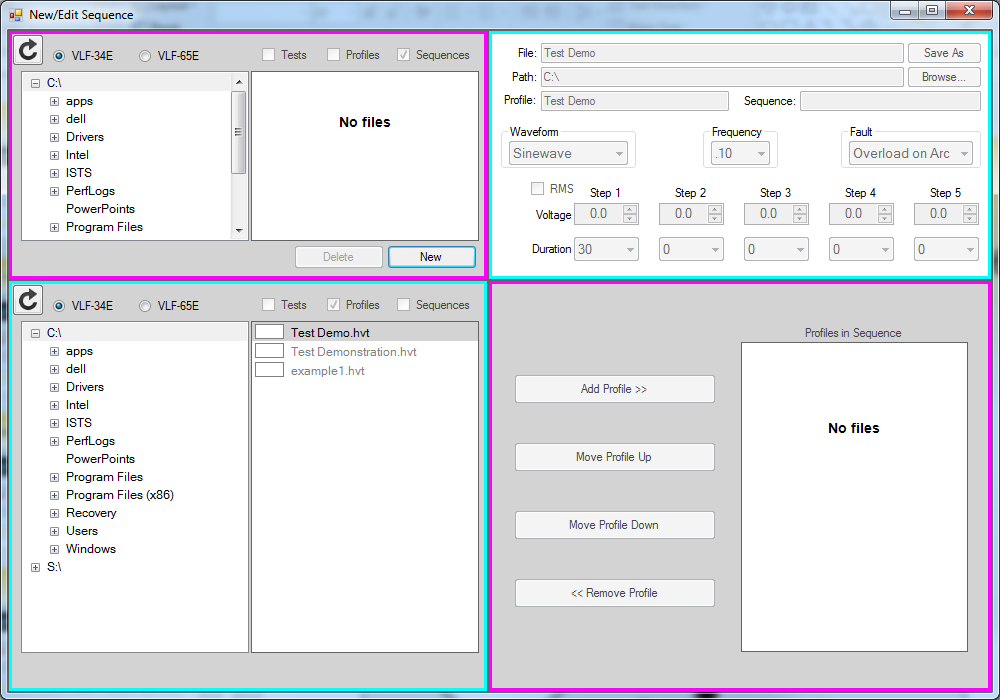 New/Edit Sequence
VLF-34E VLF-65E Tests Profiles Sequences
C:\
apps
dell
Drivers
Intel
ISTS
PerfLogs
PowerPoints
Program Files
No files
Delete New
File: Test Demo Save As
Path: C:\ Browse...
Profile: Test Demo Sequence:
Waveform Frequency Fault
Sinewave .10 Overload on Arc
RMS Step 1 Step 2 Step 3 Step 4 Step 5
Voltage 0.0 0.0 0.0 0.0 0.0
Duration 30 0 0 0 0
VLF-34E VLF-65E Tests Profiles Sequences
C:\
apps
dell
Drivers
Intel
ISTS
PerfLogs
PowerPoints
Program Files
Program Files (x86)
Recovery
Users
Windows
S:\
Test Demo.hvt
Test Demonstration.hvt
example1.hvt
Add Profile >>
Move Profile Up
Move Profile Down
<< Remove Profile
Profiles in Sequence
No files